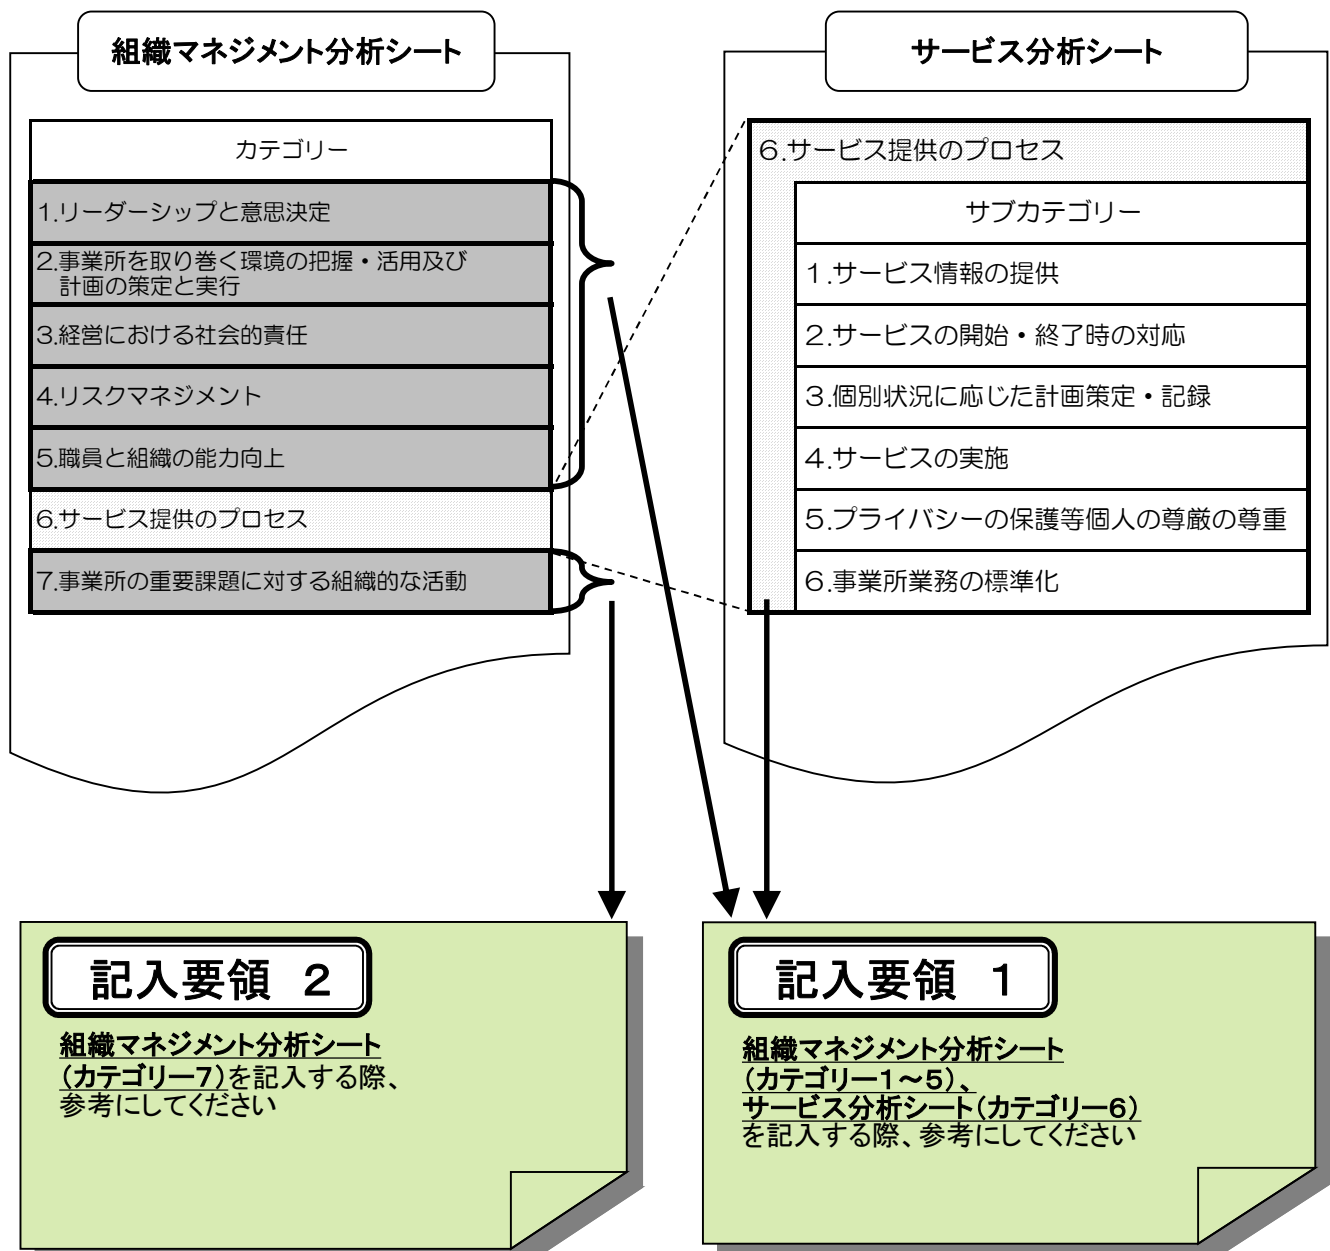 組織マネジメント分析シート
カテゴリー
1.リーダーシップと意思決定
2.事業所を取り巻く環境の把握・活用及び
計画の策定と実行
3.経営における社会的責任
4.リスクマネジメント
5.職員と組織の能力向上
6.サービス提供のプロセス
7.事業所の重要課題に対する組織的な活動
サービス分析シート
6.サービス提供のプロセス
サブカテゴリー
1.サービス情報の提供
2.サービスの開始・終了時の対応
3.個別状況に応じた計画策定・記録
4.サービスの実施
5.プライバシーの保護等個人の尊厳の尊重
6.事業所業務の標準化
記入要領 2
組織マネジメント分析シート
(カテゴリー7)を記入する際、
参考にしてください
記入要領 1
組織マネジメント分析シート
(カテゴリー1～5)、
サービス分析シート(カテゴリー6)
を記入する際、参考にしてください